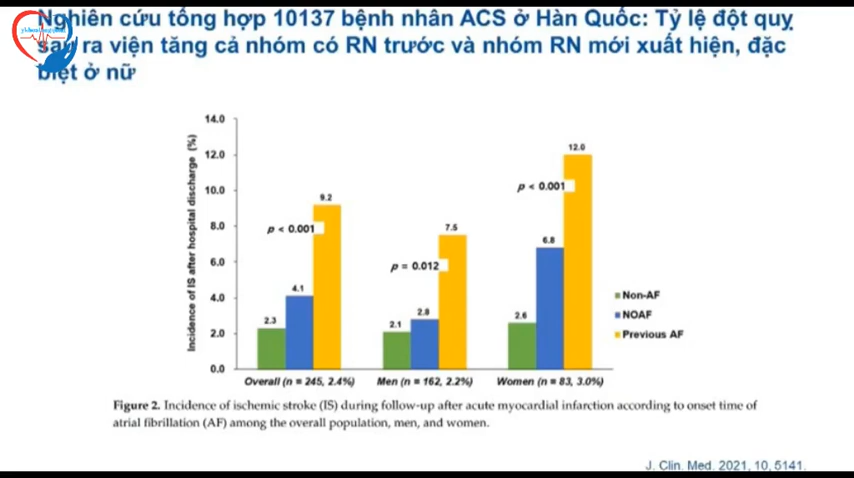 Nghiên cứu tổng hợp 10137 bệnh nhân ACS ở Hàn Quốc: Tỷ lệ đột quỵ
sau ra viện tăng cả nhóm có RN trước và nhóm RN mới xuất hiện, đặc
biệt ở nữ
Incidence of IS after hospital discharge (%)
14.0
12.0
10.0
8.0
6.0
4.0
2.0
0.0
2.3
4.1
9.2
p < 0.001
2.1
2.8
7.5
p = 0.012
2.6
6.8
12.0
p < 0.001
Overall (n = 245, 2.4%)
Men (n = 162, 2.2%)
Women (n = 83, 3.0%)
Non-AF
NOAF
Previous AF
Figure 2. Incidence of ischemic stroke (IS) during follow-up after acute myocardial infarction according to onset time of
atrial fibrillation (AF) among the overall population, men, and women.
J. Clin. Med. 2021, 10, 5141.